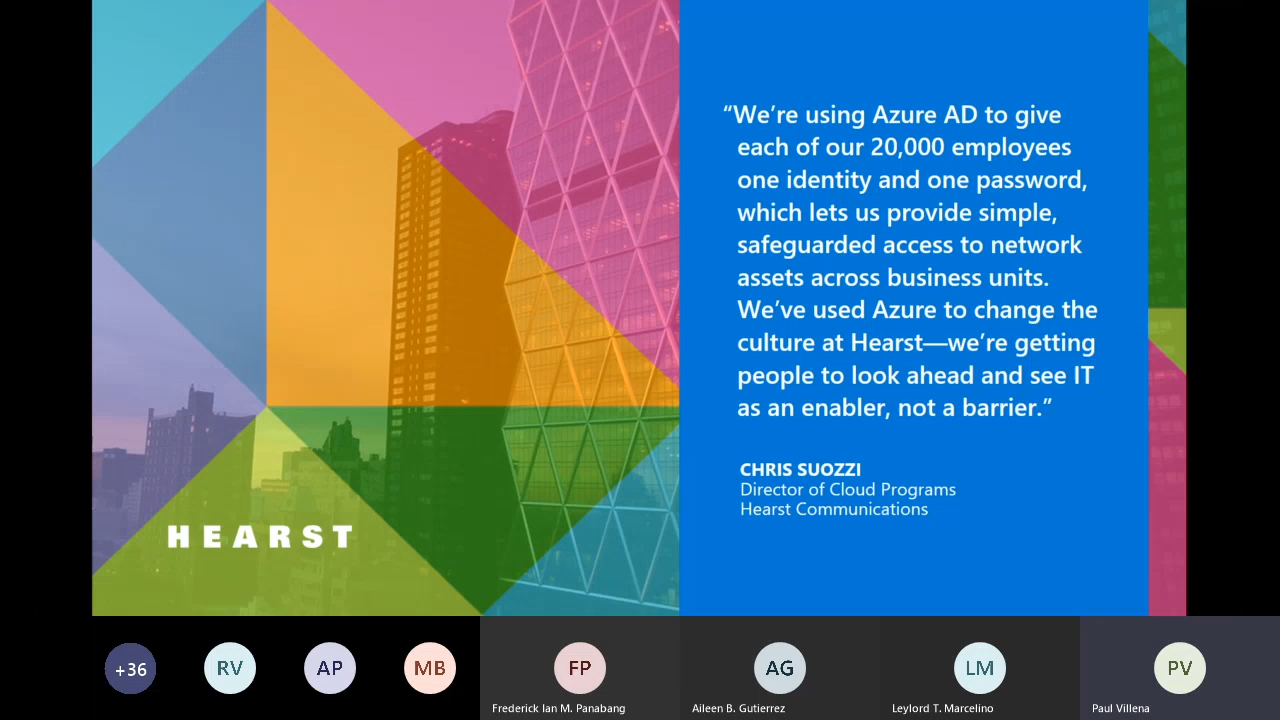 “We’re using Azure AD to give
each of our 20,000 employees
one identity and one password,
which lets us provide simple,
safeguarded access to network
assets across business units.
We’ve used Azure to change the
culture at Hearst—we’re getting
people to look ahead and see IT
as an enabler, not a barrier.”
CHRIS SUOZZI
Director of Cloud Programs
Hearst Communications
HEARST
+36
RV
AP
MB
FP
AG
LM
PV
Frederick Ian M. Panabang
Aileen B. Gutierrez
Leylord T. Marcelino
Paul Villena